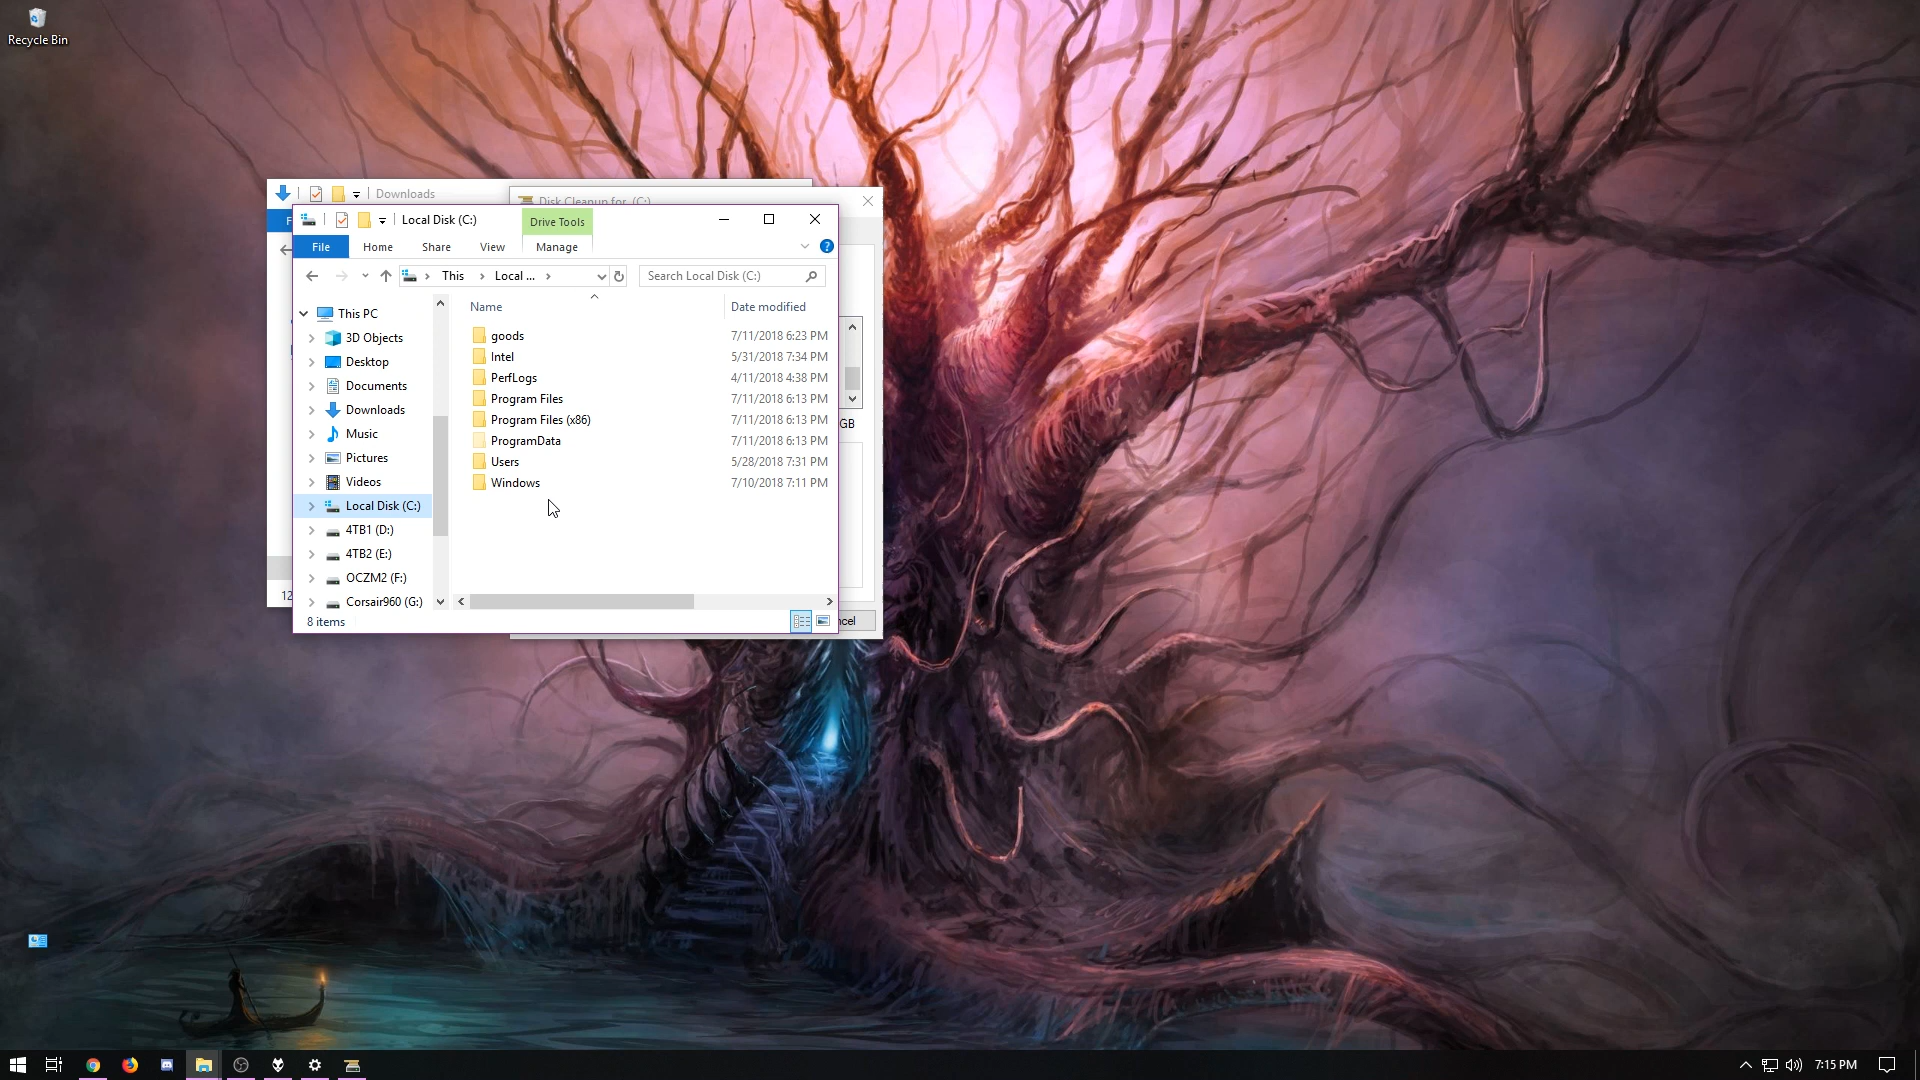 Recycle Bin
Downloads
Disk Cleanup for (C:)
Local Disk (C:)
Drive Tools
File
Home
Share
View
Manage
This
Local ...
Search Local Disk (C:)
Name
Date modified
This PC
3D Objects
Desktop
Documents
Downloads
Music
Pictures
Videos
Local Disk (C:)
4TB1 (D:)
4TB2 (E:)
OCZM2 (F:)
Corsair960 (G:)
goods 7/11/2018 6:23 PM
Intel 5/31/2018 7:34 PM
PerfLogs 4/11/2018 4:38 PM
Program Files 7/11/2018 6:13 PM
Program Files (x86) 7/11/2018 6:13 PM
ProgramData 7/11/2018 6:13 PM
Users 5/28/2018 7:31 PM
Windows 7/10/2018 7:11 PM
GB
12
8 items
ncel
7:15 PM